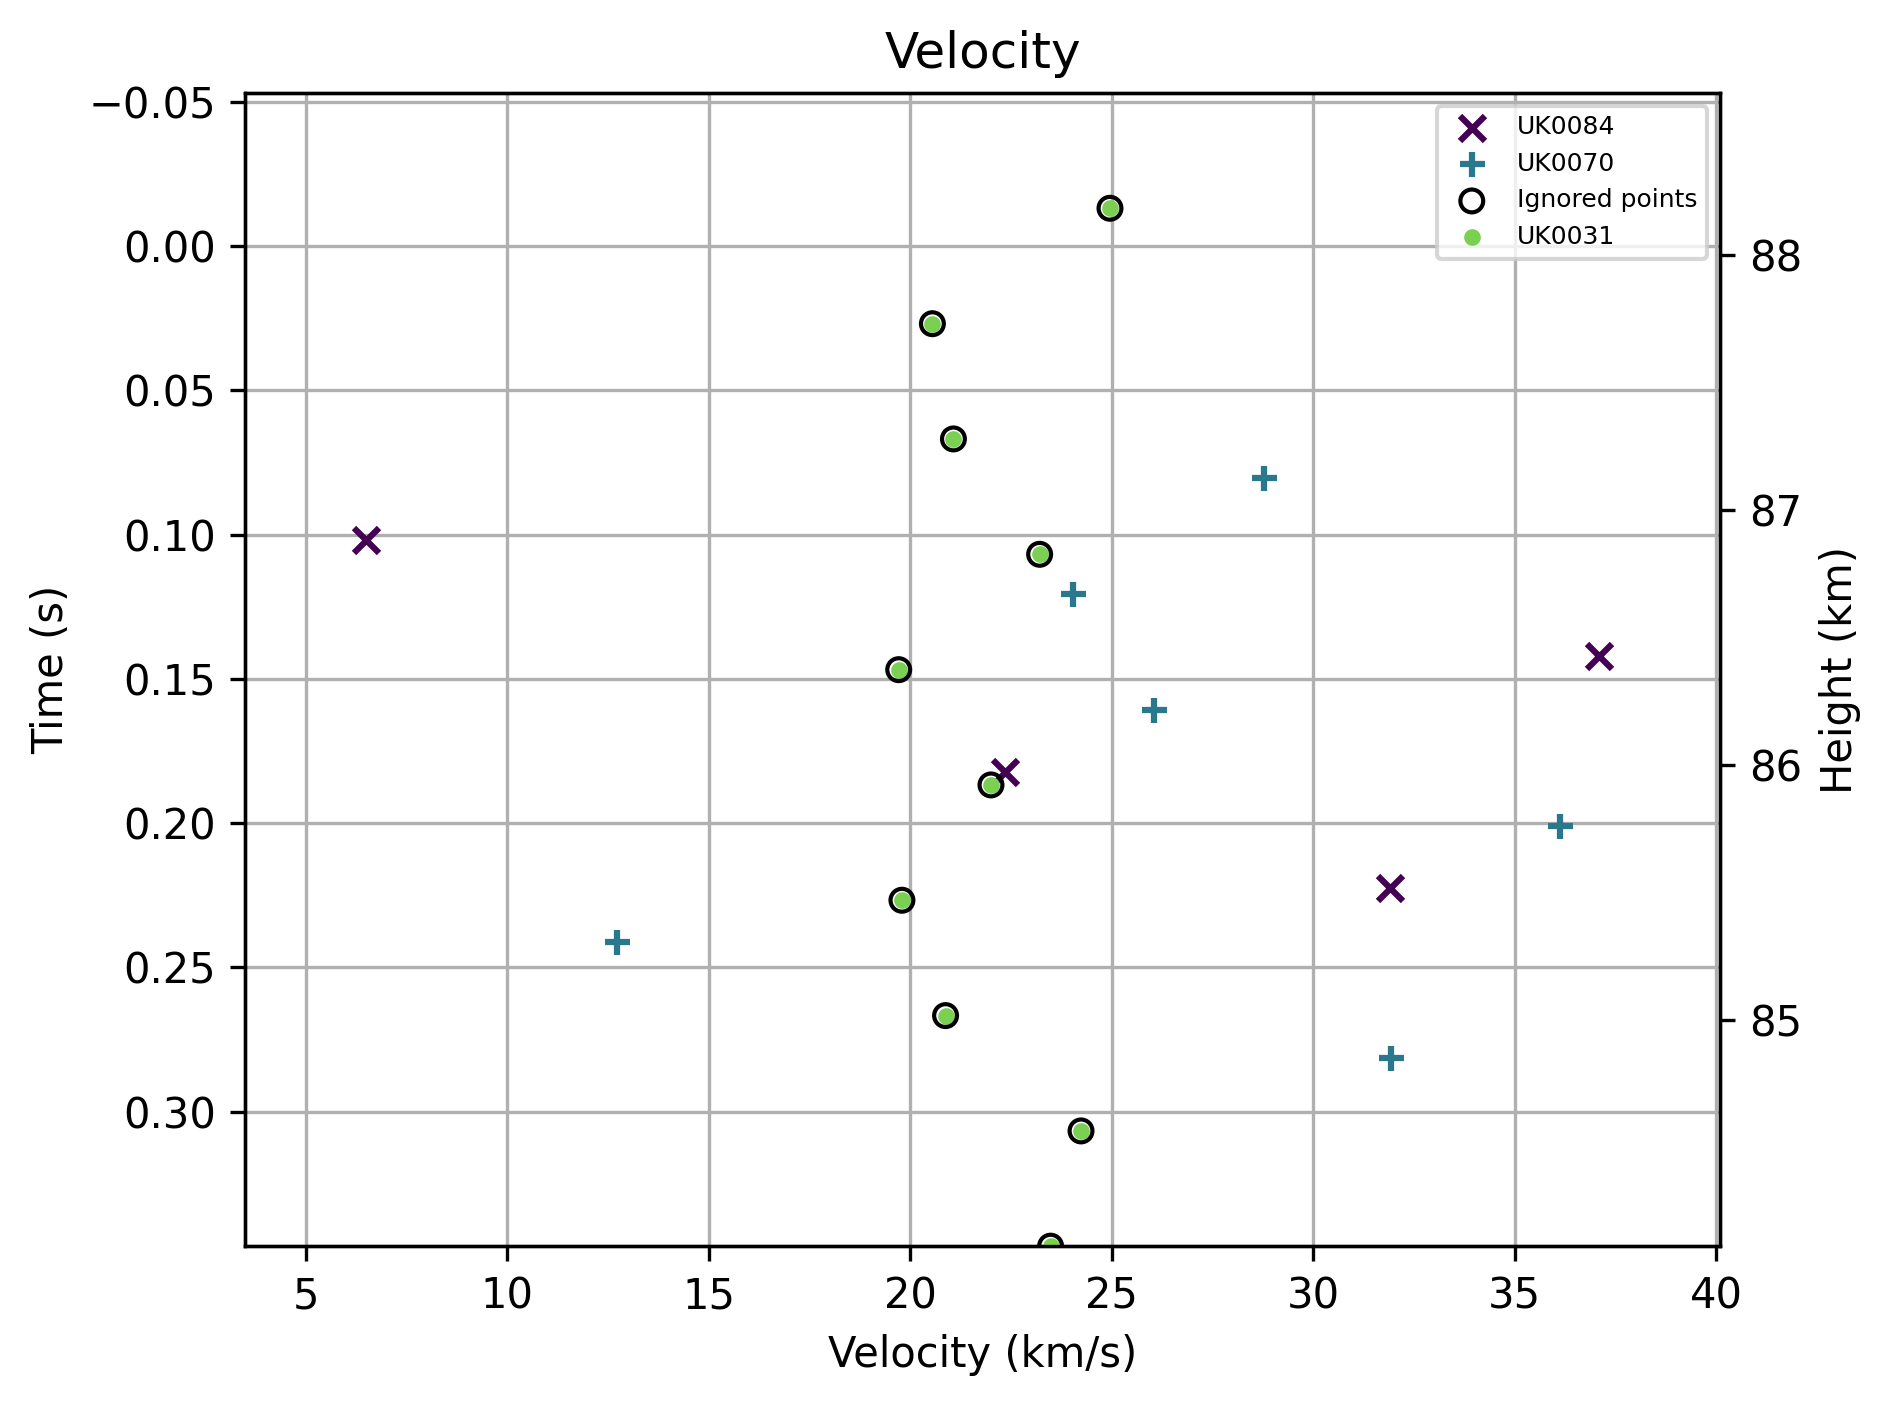 Velocity
−0.05
0.00
0.05
0.10
0.15
0.20
0.25
0.30
Time (s)
UK0084
UK0070
Ignored points
UK0031
88
87
86
85
Height (km)
5 10 15 20 25 30 35 40
Velocity (km/s)